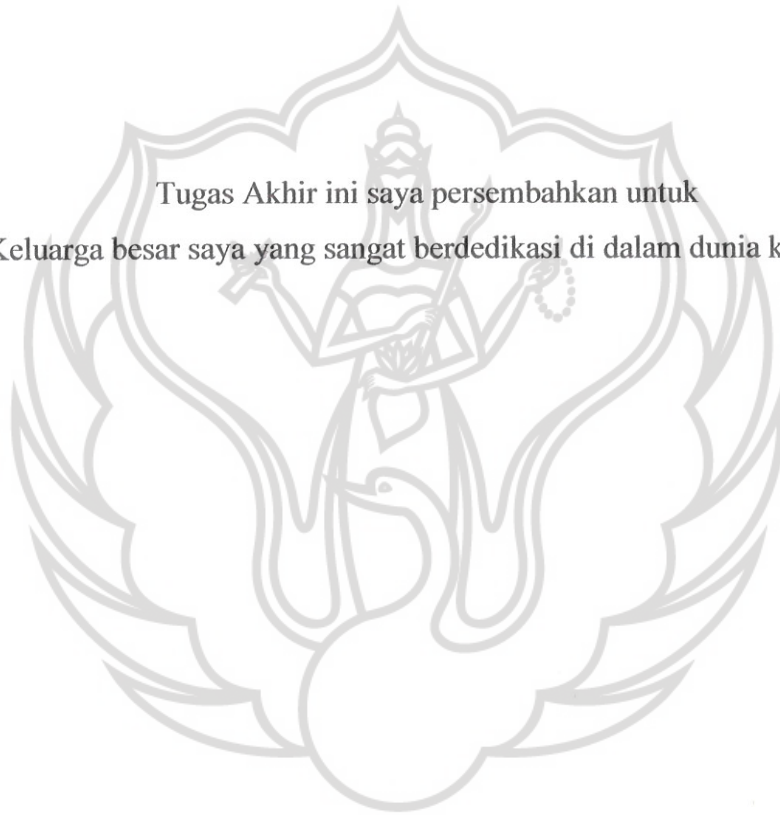 Tugas Akhir ini saya persembahkan untuk
Keluarga besar saya yang sangat berdedikasi di dalam dunia